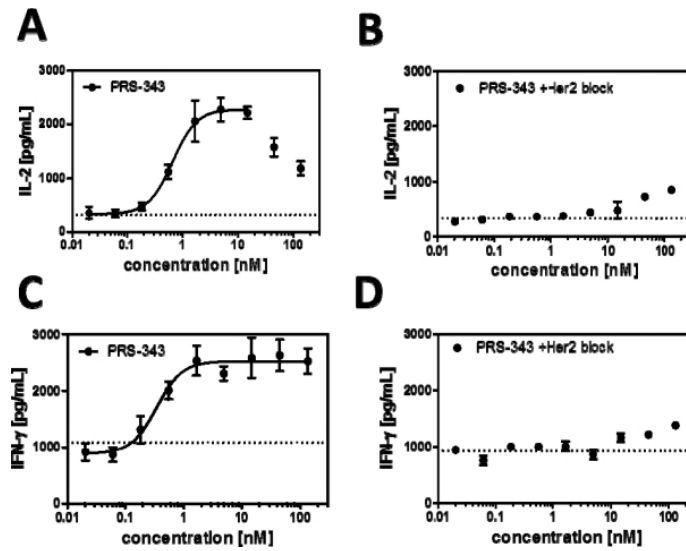 A
B
3000
2000
1000
0
IL-2 [pg/mL]
PRS-343
0.01 0.1 1 10 100
concentration [nM]
3000
2000
1000
0
IL-2 [pg/mL]
PRS-343 +Her2 block
0.01 0.1 1 10 100
concentration [nM]
C
D
3000
2000
1000
0
IFN-γ [pg/mL]
PRS-343
0.01 0.1 1 10 100
concentration [nM]
3000
2000
1000
0
IFN-γ [pg/mL]
PRS-343 +Her2 block
0.01 0.1 1 10 100
concentration [nM]